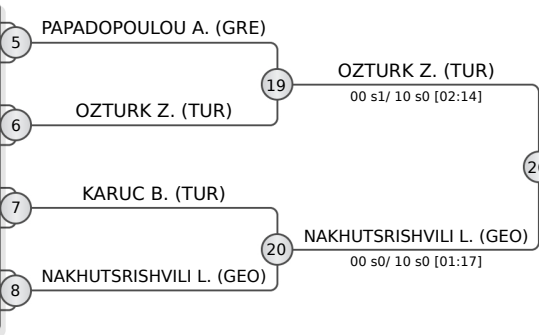 PAPADOPOULOU A. (GRE)
5
OZTURK Z. (TUR)
19
00 s1/ 10 s0 [02:14]
OZTURK Z. (TUR)
6
KARUC B. (TUR)
7
NAKHUTSRISHVILI L. (GEO)
20
00 s0/ 10 s0 [01:17]
NAKHUTSRISHVILI L. (GEO)
8